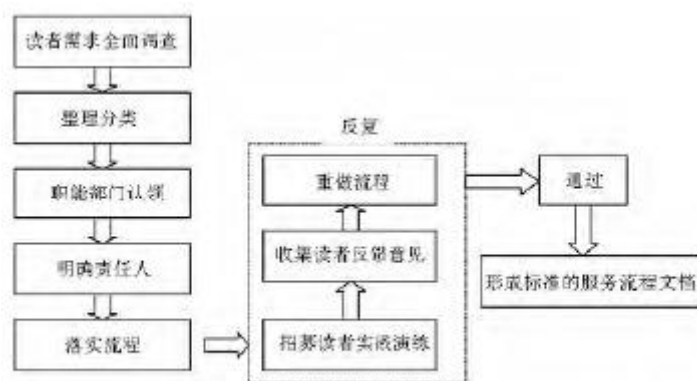 读者需求全面调查
整理分类
职能部门认领
明确责任人
落实流程
反复
重做流程
收集读者反馈意见
招募读者实战演练
通过
形成标准的服务流程文档